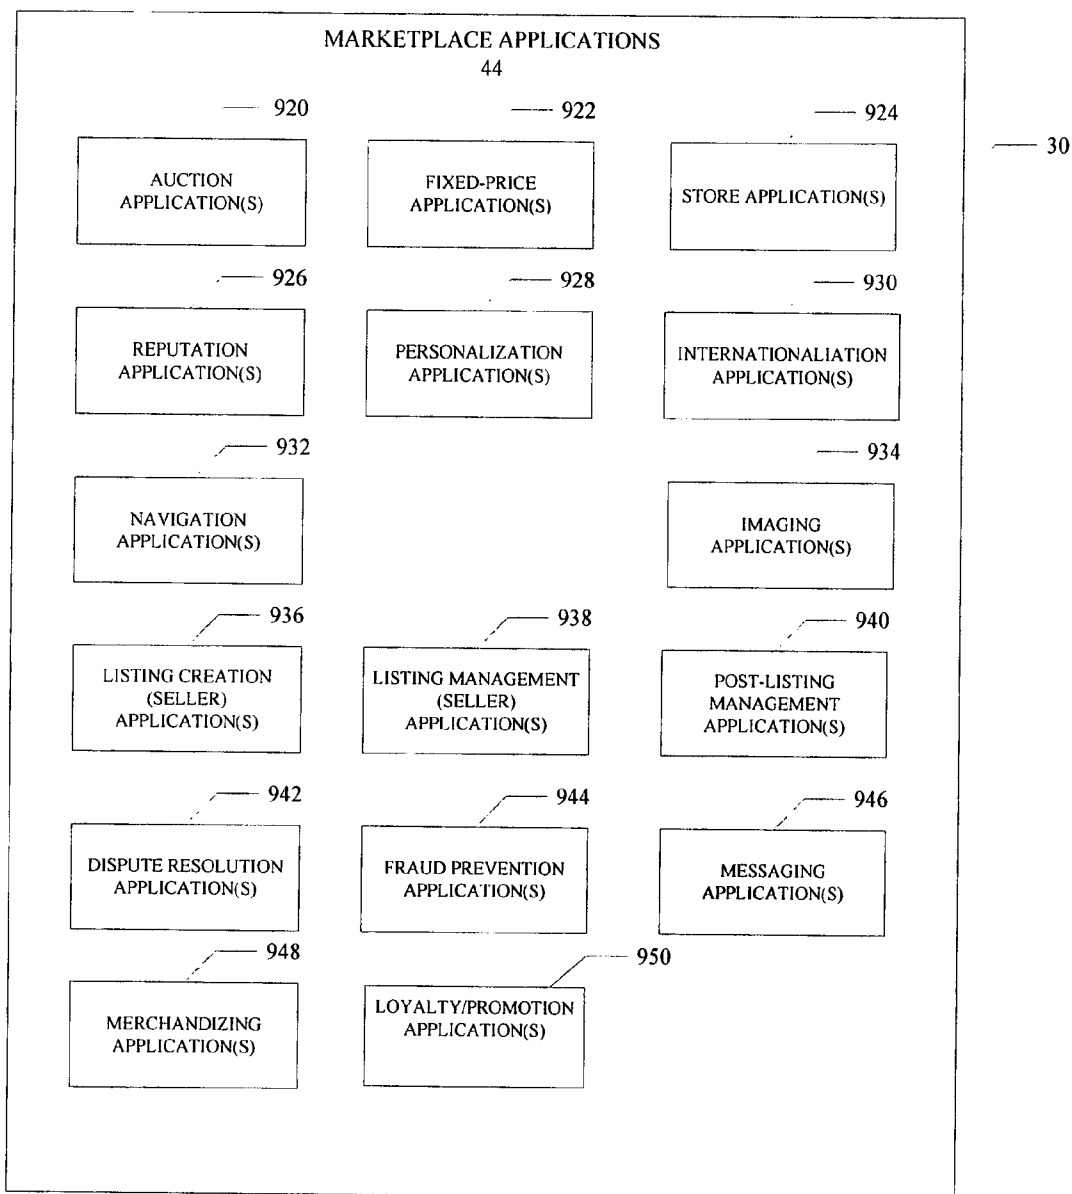 MARKETPLACE APPLICATIONS
44
920
922
924
30
AUCTION
APPLICATION(S)
FIXED-PRICE
APPLICATION(S)
STORE APPLICATION(S)
926
928
930
REPUTATION
APPLICATION(S)
PERSONALIZATION
APPLICATION(S)
INTERNATIONALIATION
APPLICATION(S)
932
934
NAVIGATION
APPLICATION(S)
IMAGING
APPLICATION(S)
936
938
940
LISTING CREATION
(SELLER)
APPLICATION(S)
LISTING MANAGEMENT
(SELLER)
APPLICATION(S)
POST-LISTING
MANAGEMENT
APPLICATION(S)
942
944
946
DISPUTE RESOLUTION
APPLICATION(S)
FRAUD PREVENTION
APPLICATION(S)
MESSAGING
APPLICATION(S)
948
950
MERCHANDIZING
APPLICATION(S)
LOYALTY/PROMOTION
APPLICATION(S)